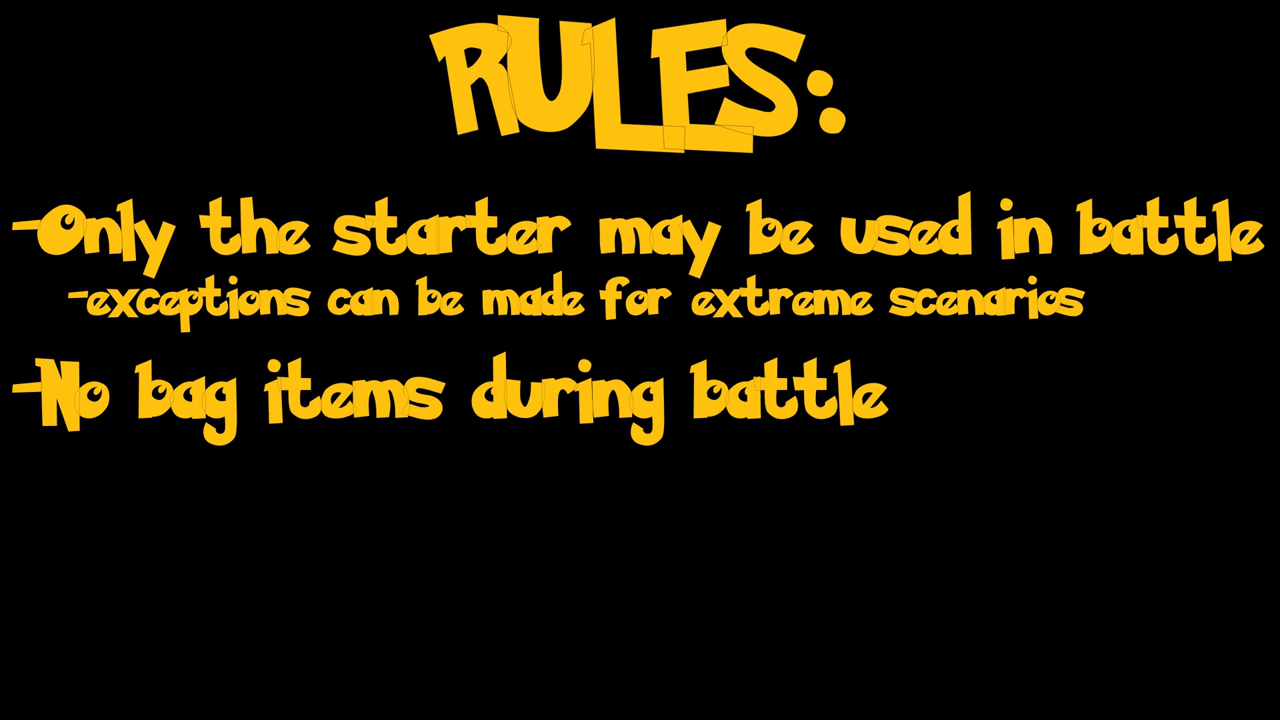 RULES:
-Only the starter may be used in battle
-exceptions can be made for extreme scenarios
-No bag items during battle